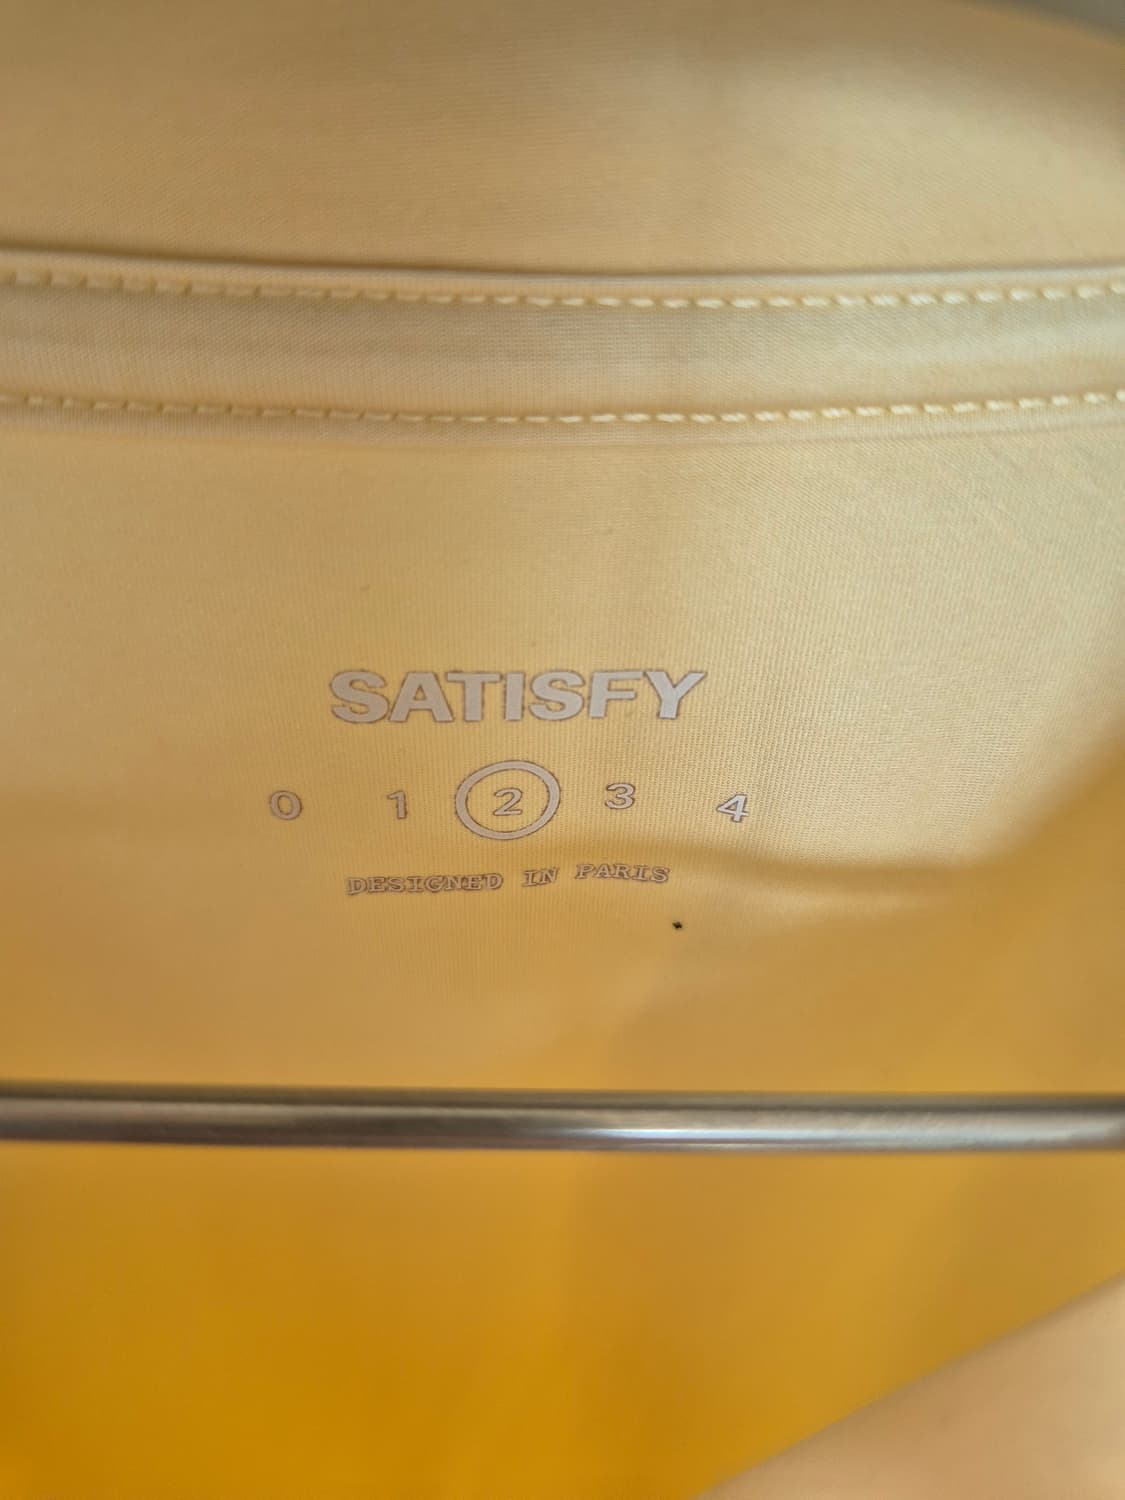 SATISFY
0 1 2 3 4
DESIGNED IN PARIS